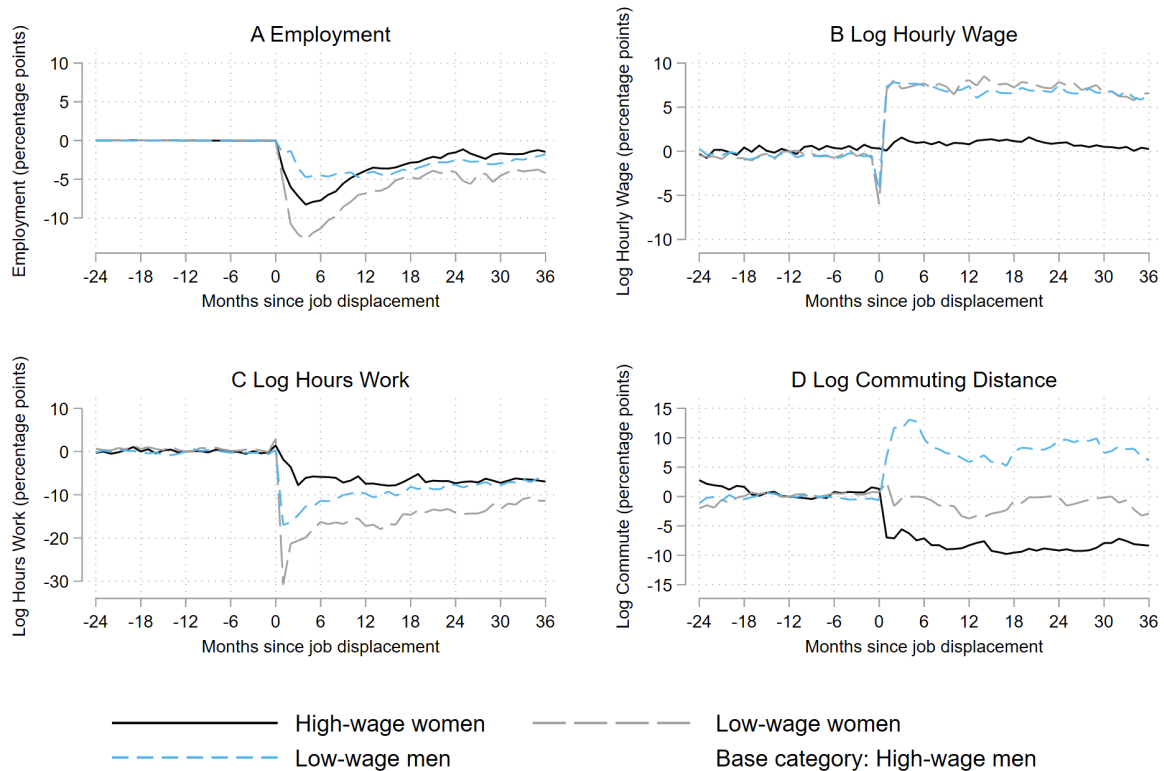 A Employment
Employment (percentage points)
10
5
0
-5
-10
-24 -18 -12 -6 0 6 12 18 24 30 36
Months since job displacement
B Log Hourly Wage
Log Hourly Wage (percentage points)
10
5
0
-5
-10
-24 -18 -12 -6 0 6 12 18 24 30 36
Months since job displacement
C Log Hours Work
Log Hours Work (percentage points)
10
0
-10
-20
-30
-24 -18 -12 -6 0 6 12 18 24 30 36
Months since job displacement
D Log Commuting Distance
Log Commute (percentage points)
15
10
5
0
-5
-10
-15
-24 -18 -12 -6 0 6 12 18 24 30 36
Months since job displacement
High-wage women
Low-wage women
Low-wage men
Base category: High-wage men